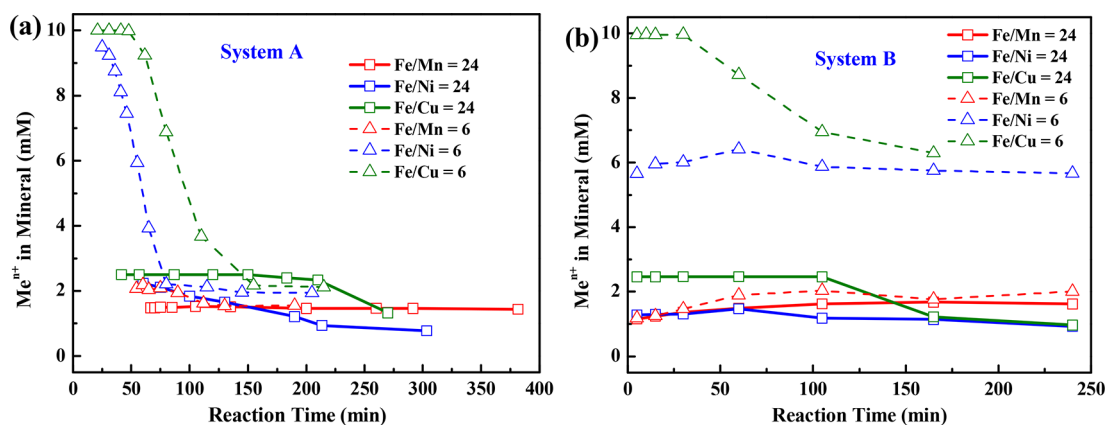 (a)
System A
Fe/Mn = 24
Fe/Ni = 24
Fe/Cu = 24
Fe/Mn = 6
Fe/Ni = 6
Fe/Cu = 6
10
8
6
4
2
0
Meⁿ⁺ in Mineral (mM)
0 50 100 150 200 250 300 350 400
Reaction Time (min)
(b)
System B
Fe/Mn = 24
Fe/Ni = 24
Fe/Cu = 24
Fe/Mn = 6
Fe/Ni = 6
Fe/Cu = 6
10
8
6
4
2
0
Meⁿ⁺ in Mineral (mM)
0 50 100 150 200 250
Reaction Time (min)